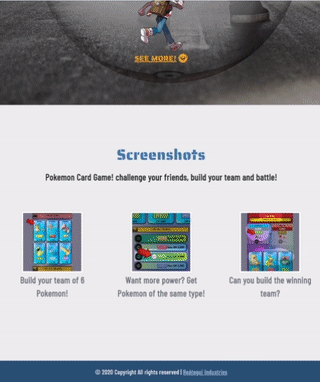 SEE MORE!
Screenshots
Pokemon Card Game! challenge your friends, build your team and battle!
Build your team of 6
Pokemon!
Want more power? Get
Pokemon of the same type!
Can you build the winning
team?
© 2020 Copyright All rights reserved | Industries